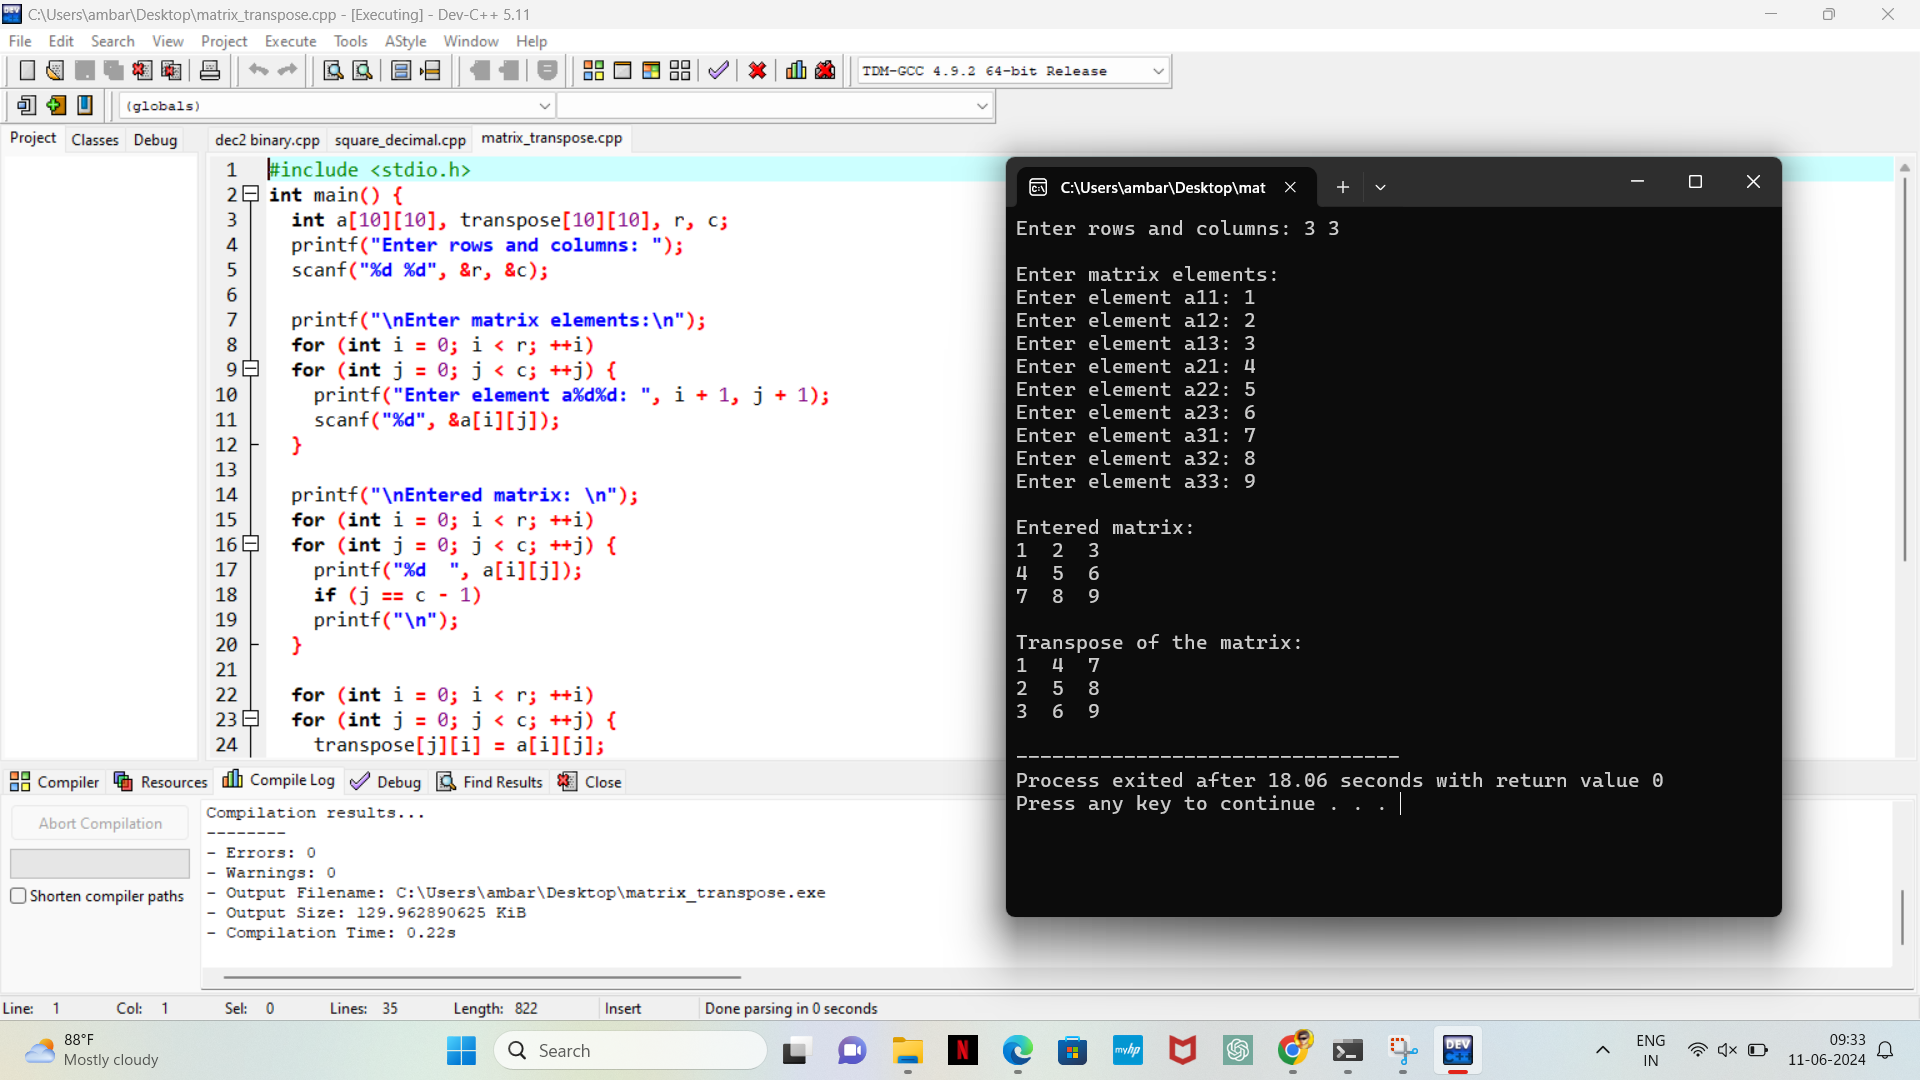 C:\Users\ambar\Desktop\matrix_transpose.cpp - [Executing] - Dev-C++ 5.11
File Edit Search View Project Execute Tools AStyle Window Help
TDM-GCC 4.9.2 64-bit Release
(globals)
Project Classes Debug
dec2 binary.cpp square_decimal.cpp matrix_transpose.cpp
1 #include <stdio.h>
2 int main() {
3 int a[10][10], transpose[10][10], r, c;
4 printf("Enter rows and columns: ");
5 scanf("%d %d", &r, &c);
6
7 printf("\nEnter matrix elements:\n");
8 for (int i = 0; i < r; ++i)
9 for (int j = 0; j < c; ++j) {
10 printf("Enter element a%d%d: ", i + 1, j + 1);
11 scanf("%d", &a[i][j]);
12 }
13
14 printf("\nEntered matrix: \n");
15 for (int i = 0; i < r; ++i)
16 for (int j = 0; j < c; ++j) {
17 printf("%d  ", a[i][j]);
18 if (j == c - 1)
19 printf("\n");
20 }
21
22 for (int i = 0; i < r; ++i)
23 for (int j = 0; j < c; ++j) {
24 transpose[j][i] = a[i][j];
C:\Users\ambar\Desktop\mat
Enter rows and columns: 3 3
Enter matrix elements:
Enter element a11: 1
Enter element a12: 2
Enter element a13: 3
Enter element a21: 4
Enter element a22: 5
Enter element a23: 6
Enter element a31: 7
Enter element a32: 8
Enter element a33: 9
Entered matrix:
1 2 3
4 5 6
7 8 9
Transpose of the matrix:
1 4 7
2 5 8
3 6 9
--------------------------------
Process exited after 18.06 seconds with return value 0
Press any key to continue . . .
Compiler Resources Compile Log Debug Find Results Close
Abort Compilation
Shorten compiler paths
Compilation results...
--------
- Errors: 0
- Warnings: 0
- Output Filename: C:\Users\ambar\Desktop\matrix_transpose.exe
- Output Size: 129.962890625 KiB
- Compilation Time: 0.22s
Line: 1 Col: 1 Sel: 0 Lines: 35 Length: 822 Insert Done parsing in 0 seconds
88°F
Mostly cloudy
Search
N
myhp
DEV
C++
ENG
IN
09:33
11-06-2024